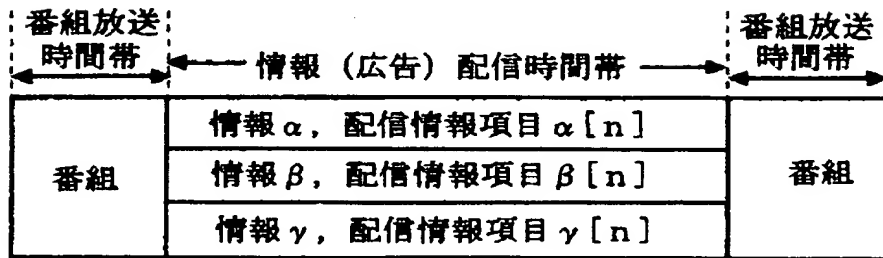 番組放送
時間帯
情報（広告）配信時間帯
番組放送
時間帯
番組
情報α，配信情報項目α［n］
情報β，配信情報項目β［n］
情報γ，配信情報項目γ［n］
番組